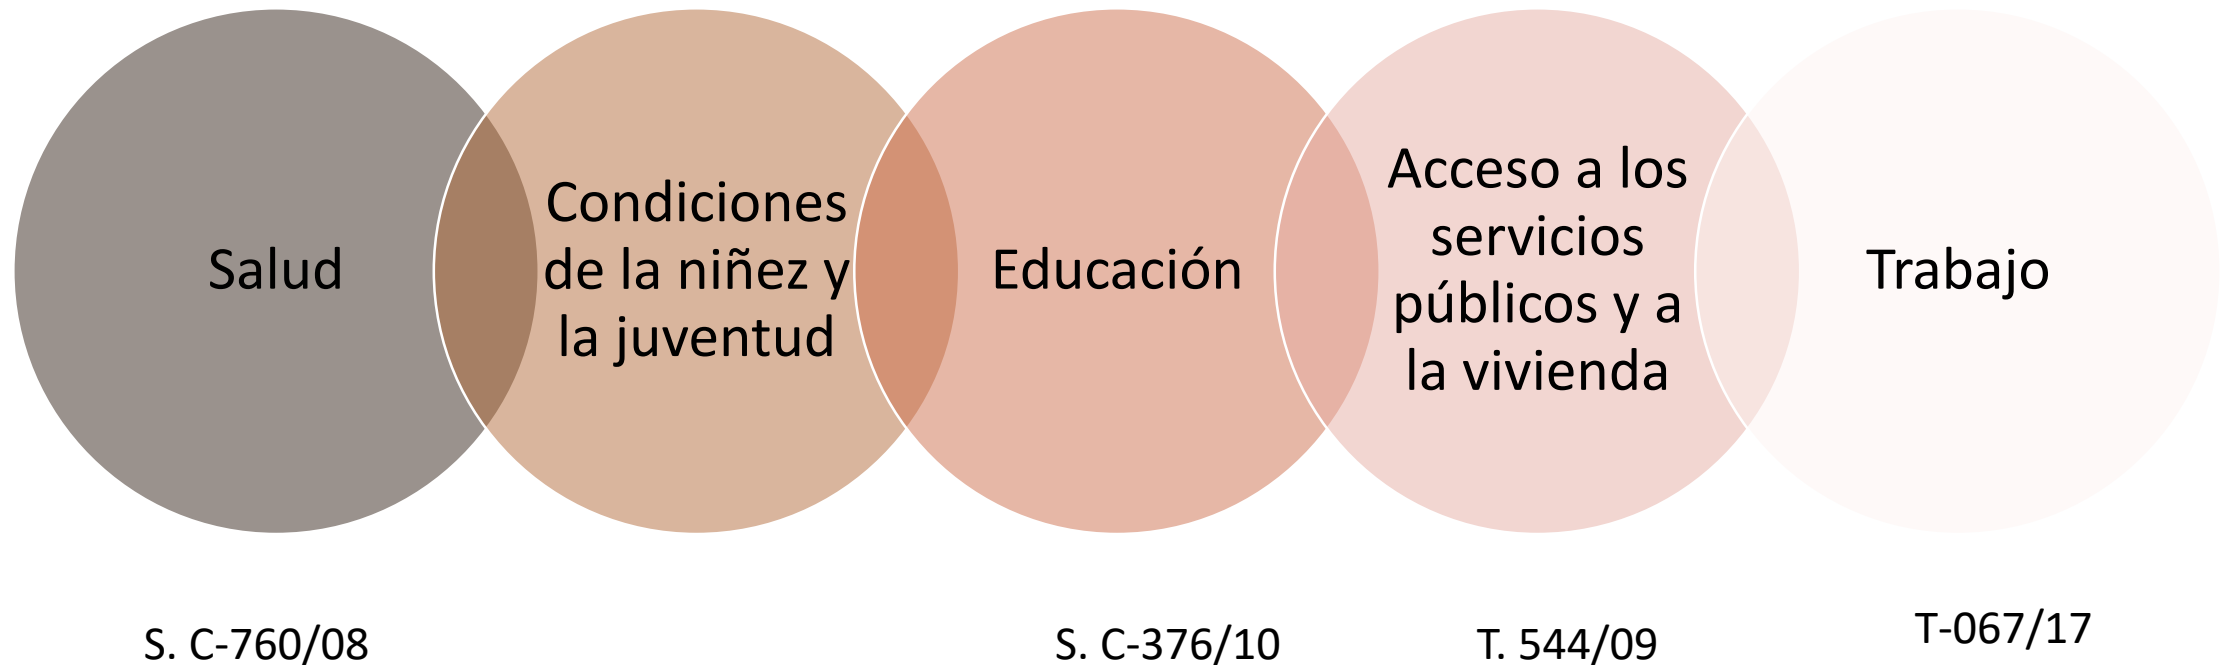 Salud
Condiciones
de la niñez y
la juventud
Educación
Acceso a los
servicios
públicos y a
la vivienda
Trabajo
S. C-760/08
S. C-376/10
T. 544/09
T-067/17